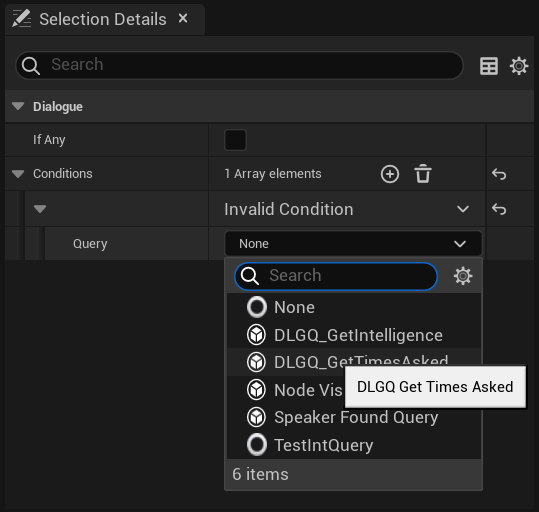 Selection Details
Search
Dialogue
If Any
Conditions 1 Array elements
Invalid Condition
Query None
Search
None
DLGQ_GetIntelligence
DLGQ_GetTimesAsked
Node Vis
DLGQ Get Times Asked
Speaker Found Query
TestIntQuery
6 items